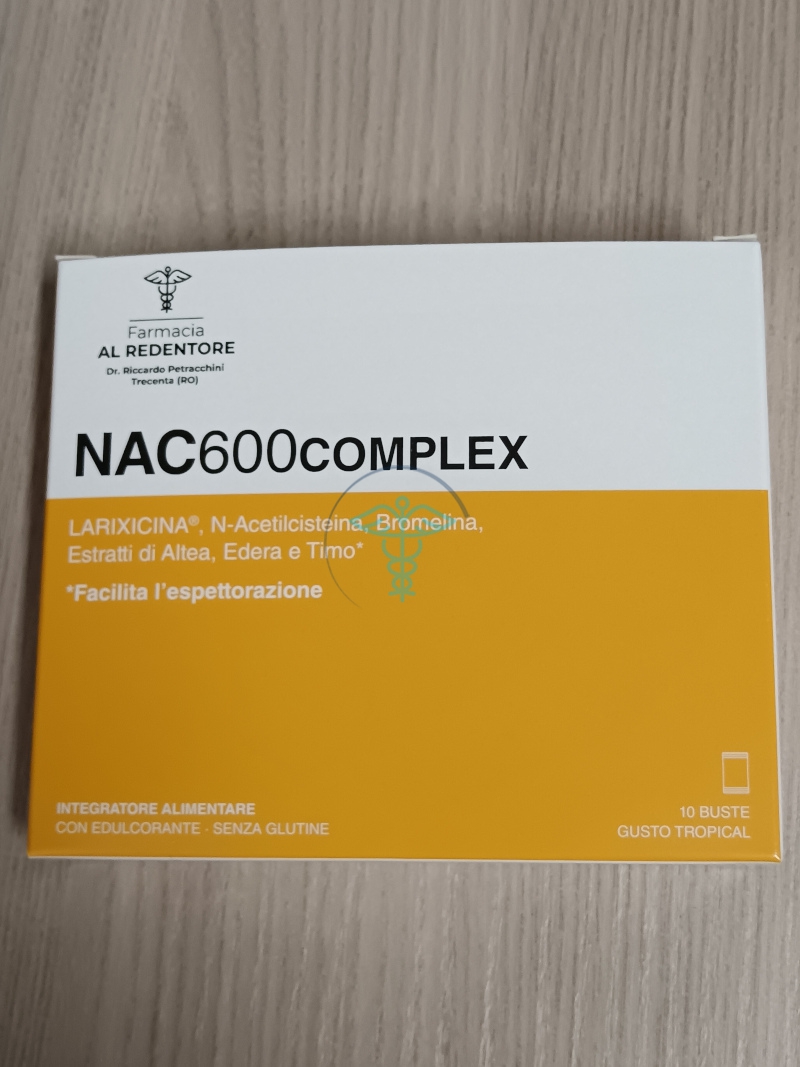 Farmacia
AL REDENTORE
Dr. Riccardo Petracchini
Trecenta (RO)
NAC600COMPLEX
LARIXICINA®, N-Acetilcisteina, Bromelina,
Estratti di Altea, Edera e Timo*
*Facilita l'espettorazione
INTEGRATORE ALIMENTARE
CON EDULCORANTE · SENZA GLUTINE
10 BUSTE
GUSTO TROPICAL